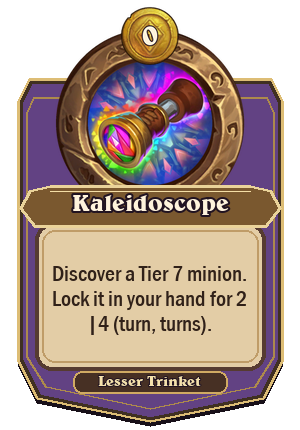 0
Kaleidoscope
Discover a Tier 7 minion.
Lock it in your hand for 2
|4 (turn, turns).
Lesser Trinket